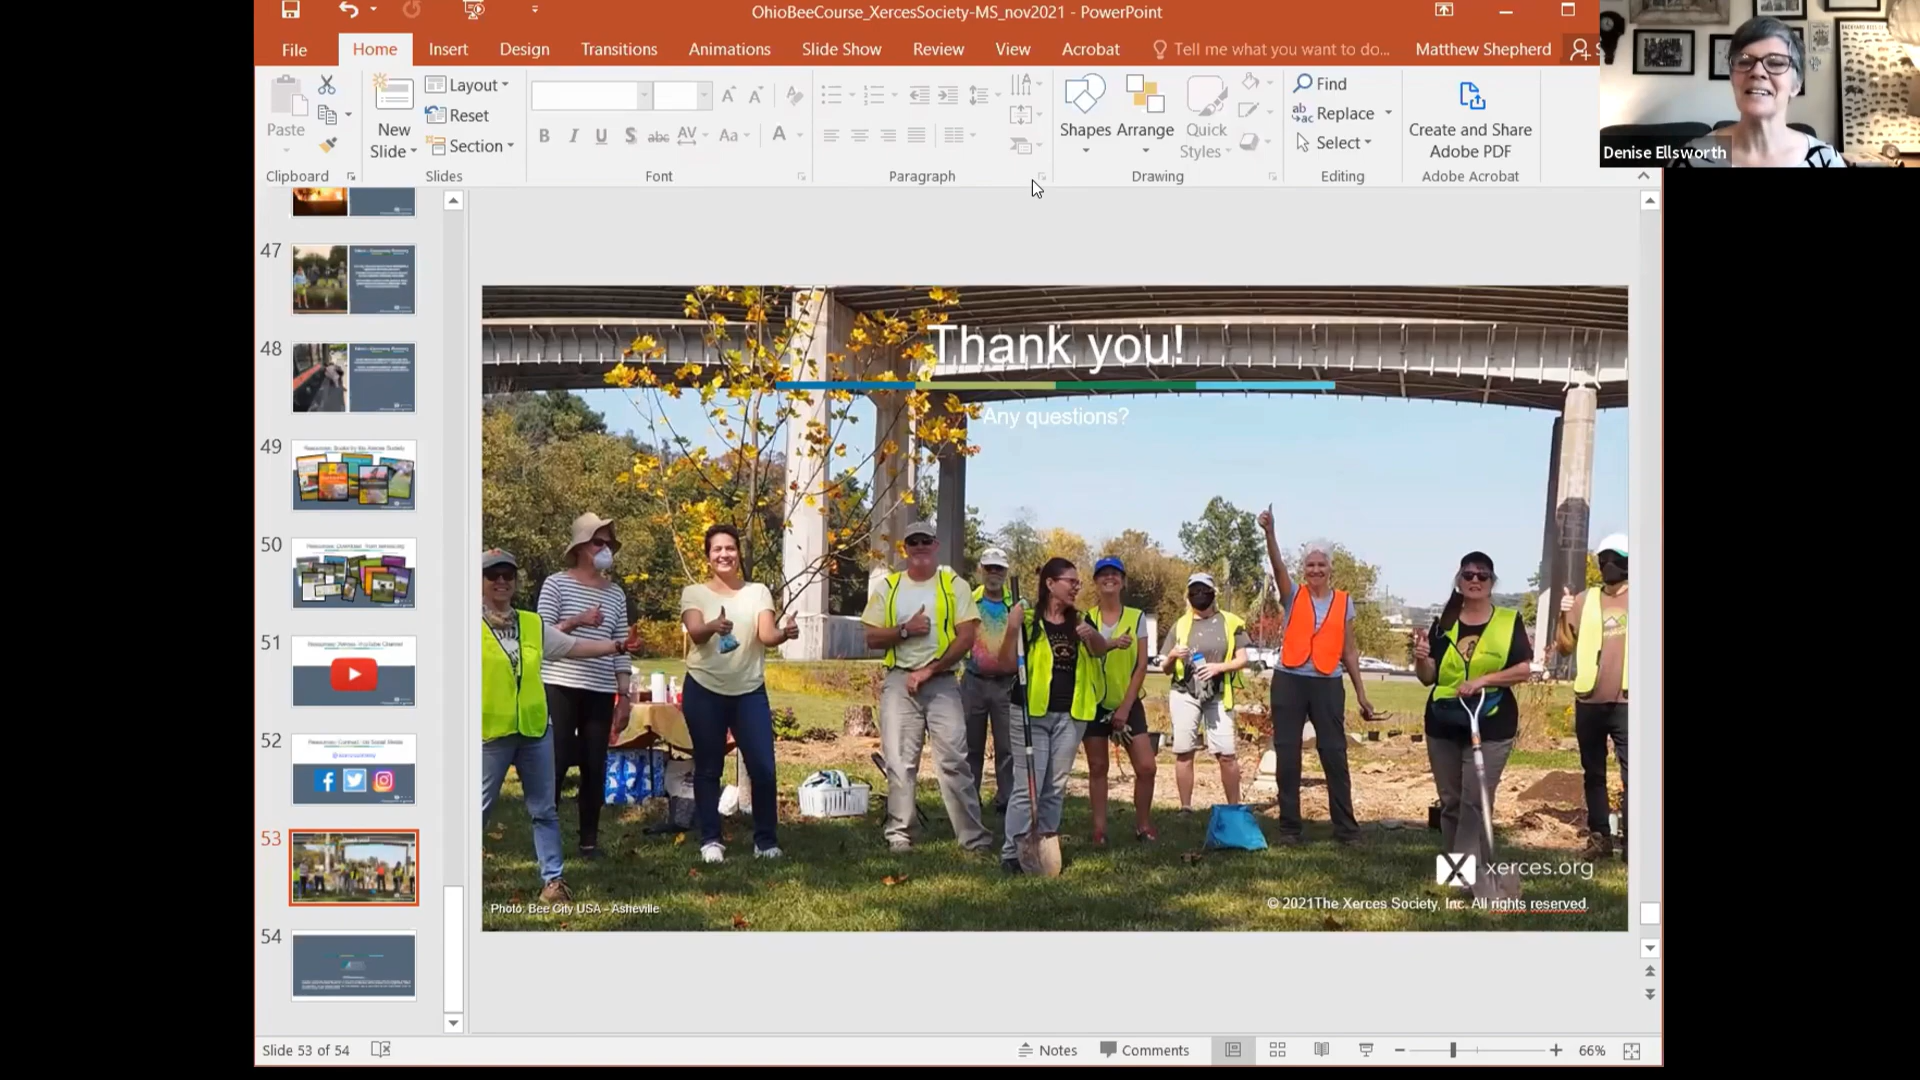 OhioBeeCourse_XercesSociety-MS_nov2021 - PowerPoint
File Home Insert Design Transitions Animations Slide Show Review View Acrobat Tell me what you want to do... Matthew Shepherd
Paste
Clipboard
New Slide
Layout
Reset
Section
Slides
B I U S abc AV Aa A
Font
Paragraph
Shapes
Arrange
Quick Styles
Drawing
Find
Replace
Select
Editing
Create and Share Adobe PDF
Adobe Acrobat
Denise Ellsworth
47
48
49
50
51
52
53
54
Thank you!
Any questions?
xerces.org
Photo: Bee City USA - Asheville
© 2021The Xerces Society, Inc. All rights reserved.
Slide 53 of 54
Notes
Comments
66%